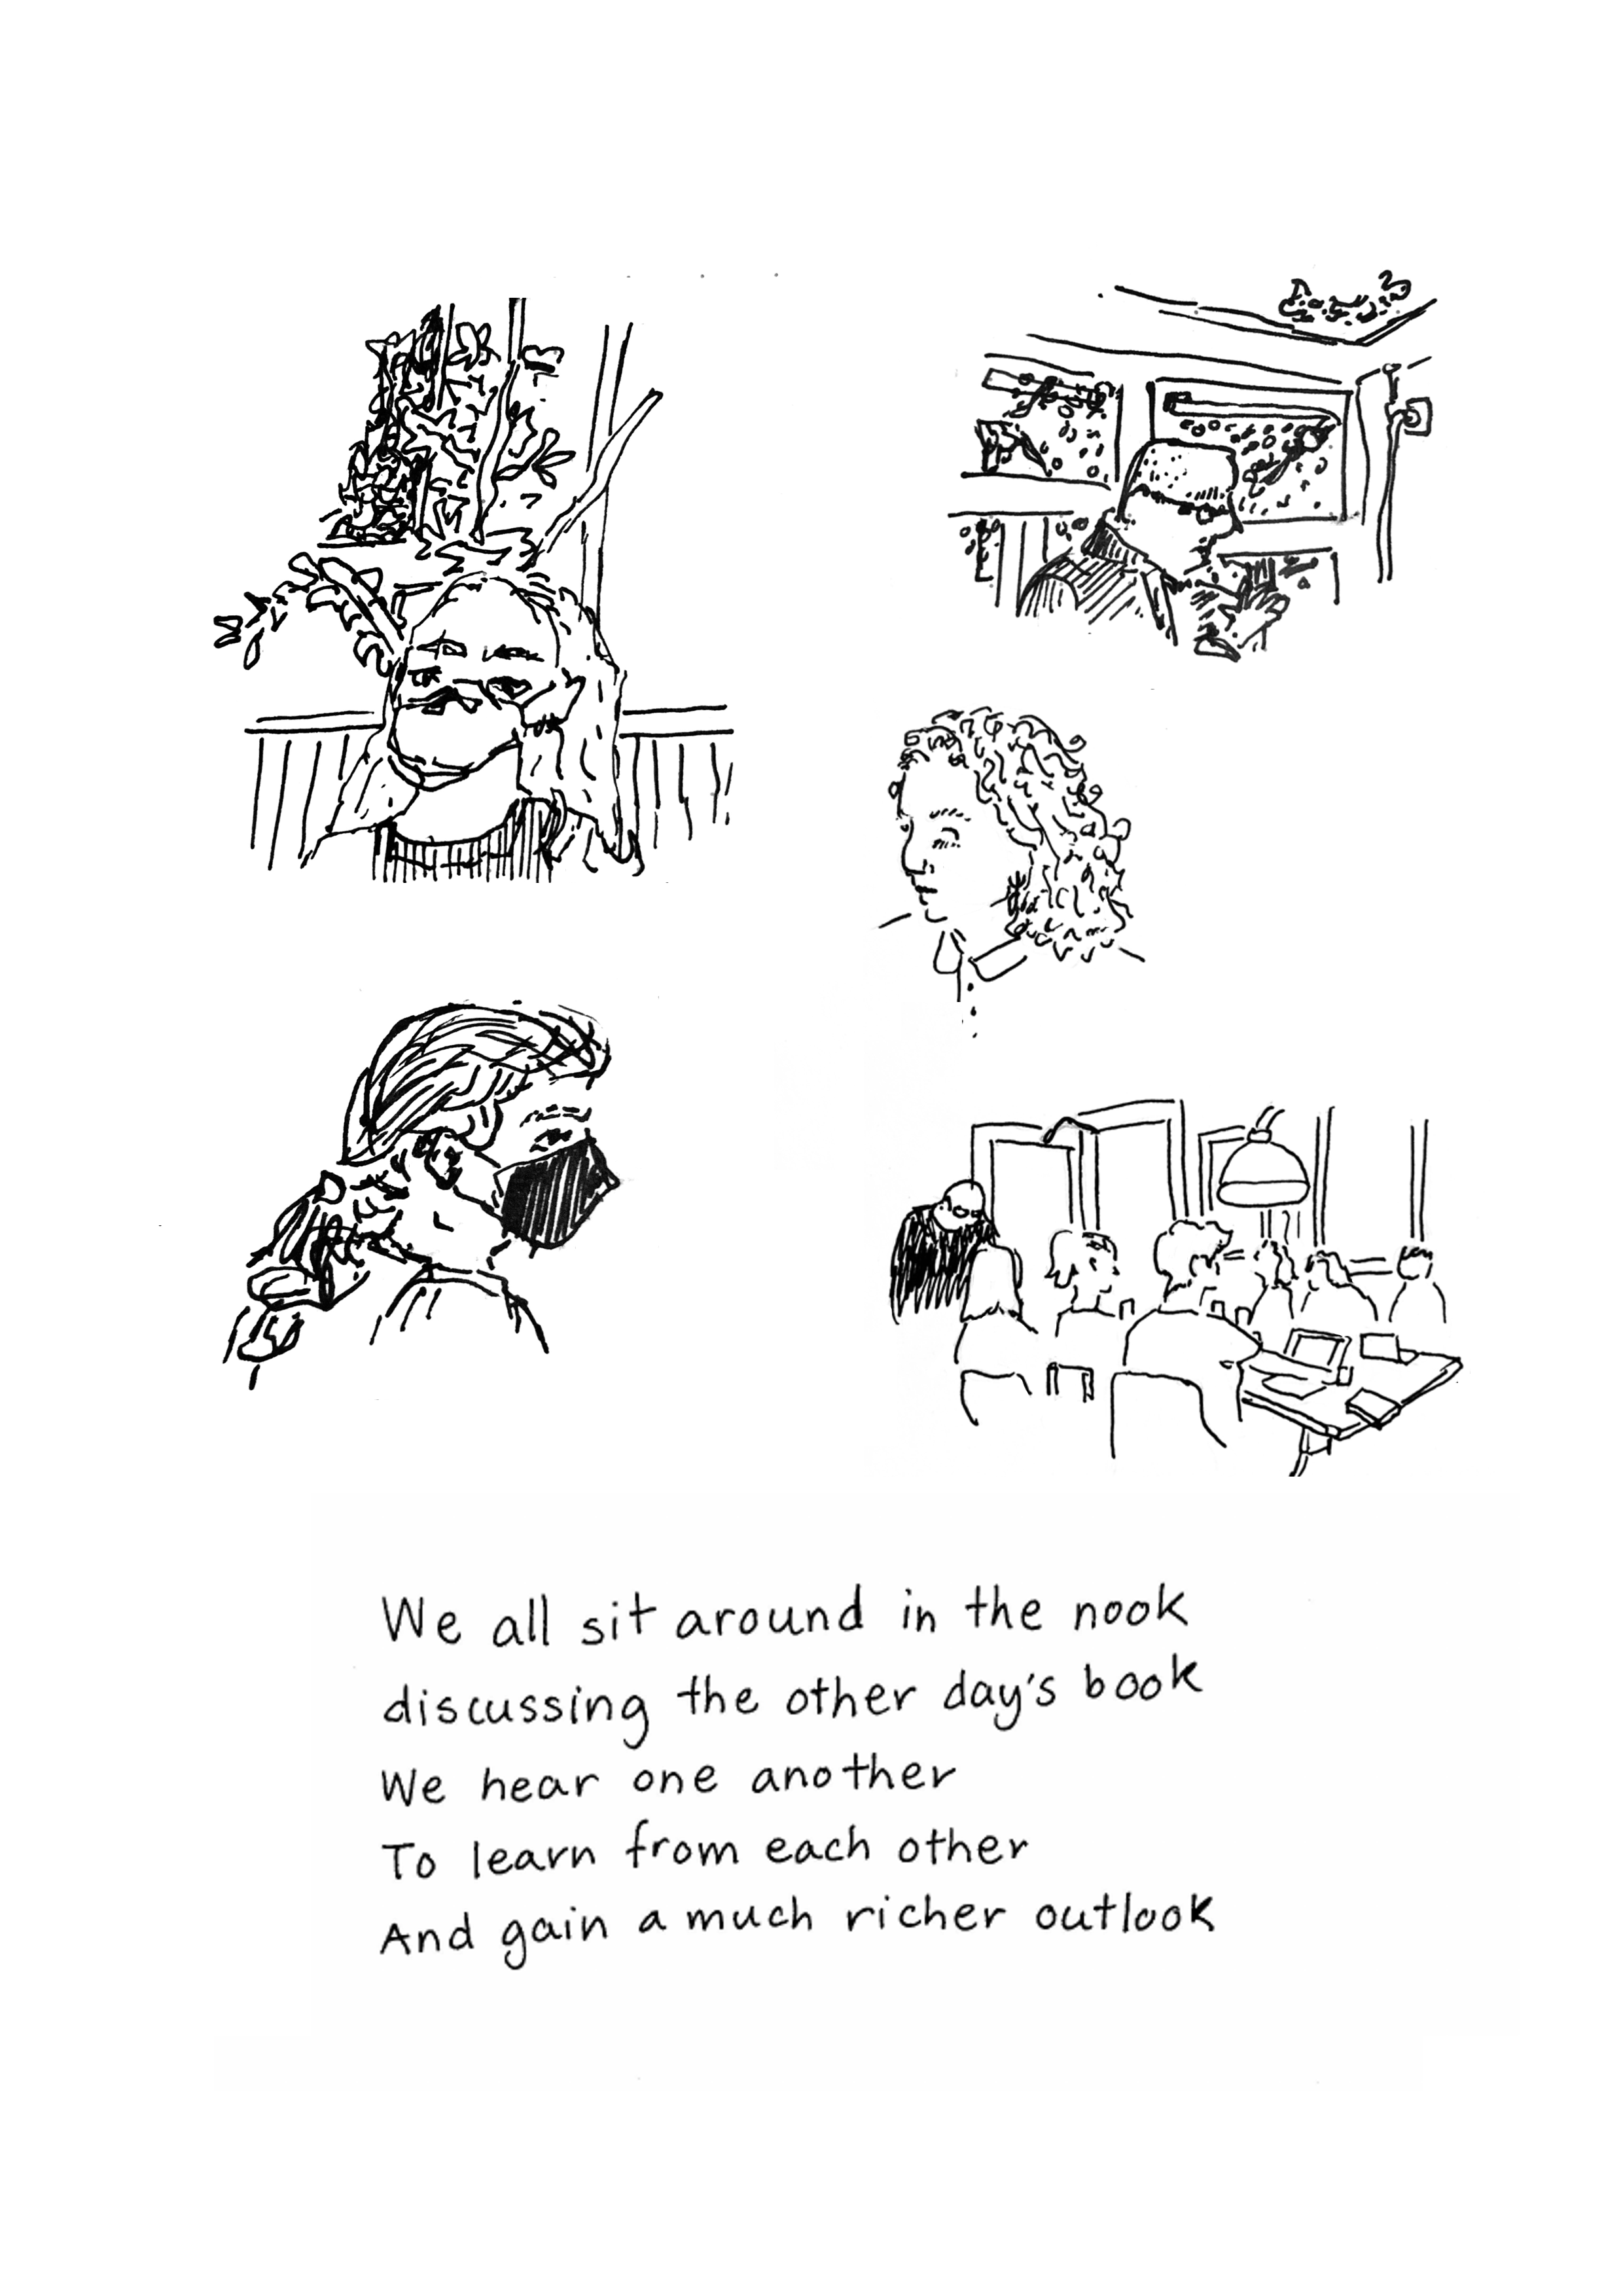 We all sit around in the nook
discussing the other day's book
We hear one another
To learn from each other
And gain a much richer outlook